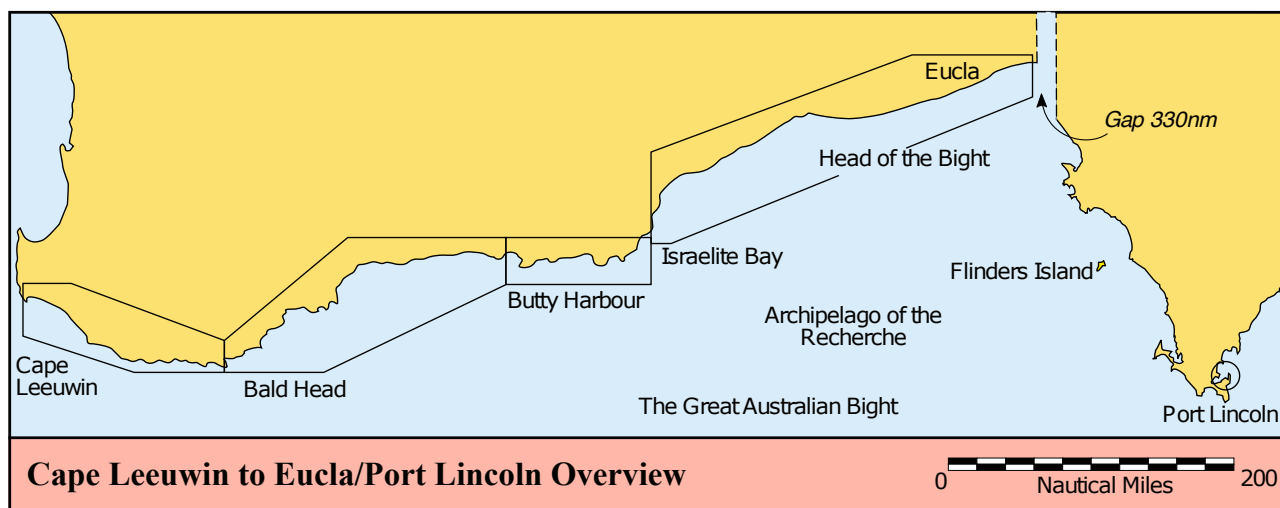 Eucla
Gap 330nm
Head of the Bight
Israelite Bay
Flinders Island
Butty Harbour
Archipelago of the
Recherche
Cape
Leeuwin
Bald Head
The Great Australian Bight
Port Lincoln
Cape Leeuwin to Eucla/Port Lincoln Overview
0
200
Nautical Miles